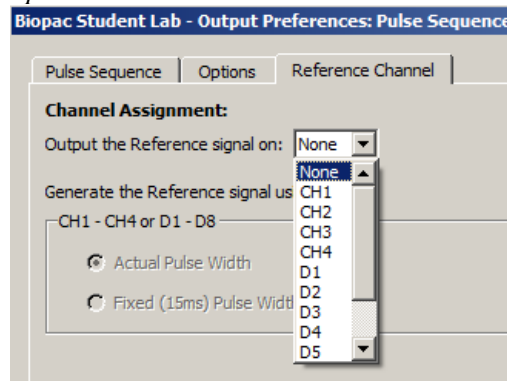 Biopac Student Lab - Output Preferences: Pulse Sequence
Pulse Sequence Options Reference Channel
Channel Assignment:
Output the Reference signal on: None
None
CH1
CH2
CH3
CH4
D1
D2
D3
D4
D5
Generate the Reference signal
CH1 - CH4 or D1 - D8
Actual Pulse Width
Fixed (15ms) Pulse